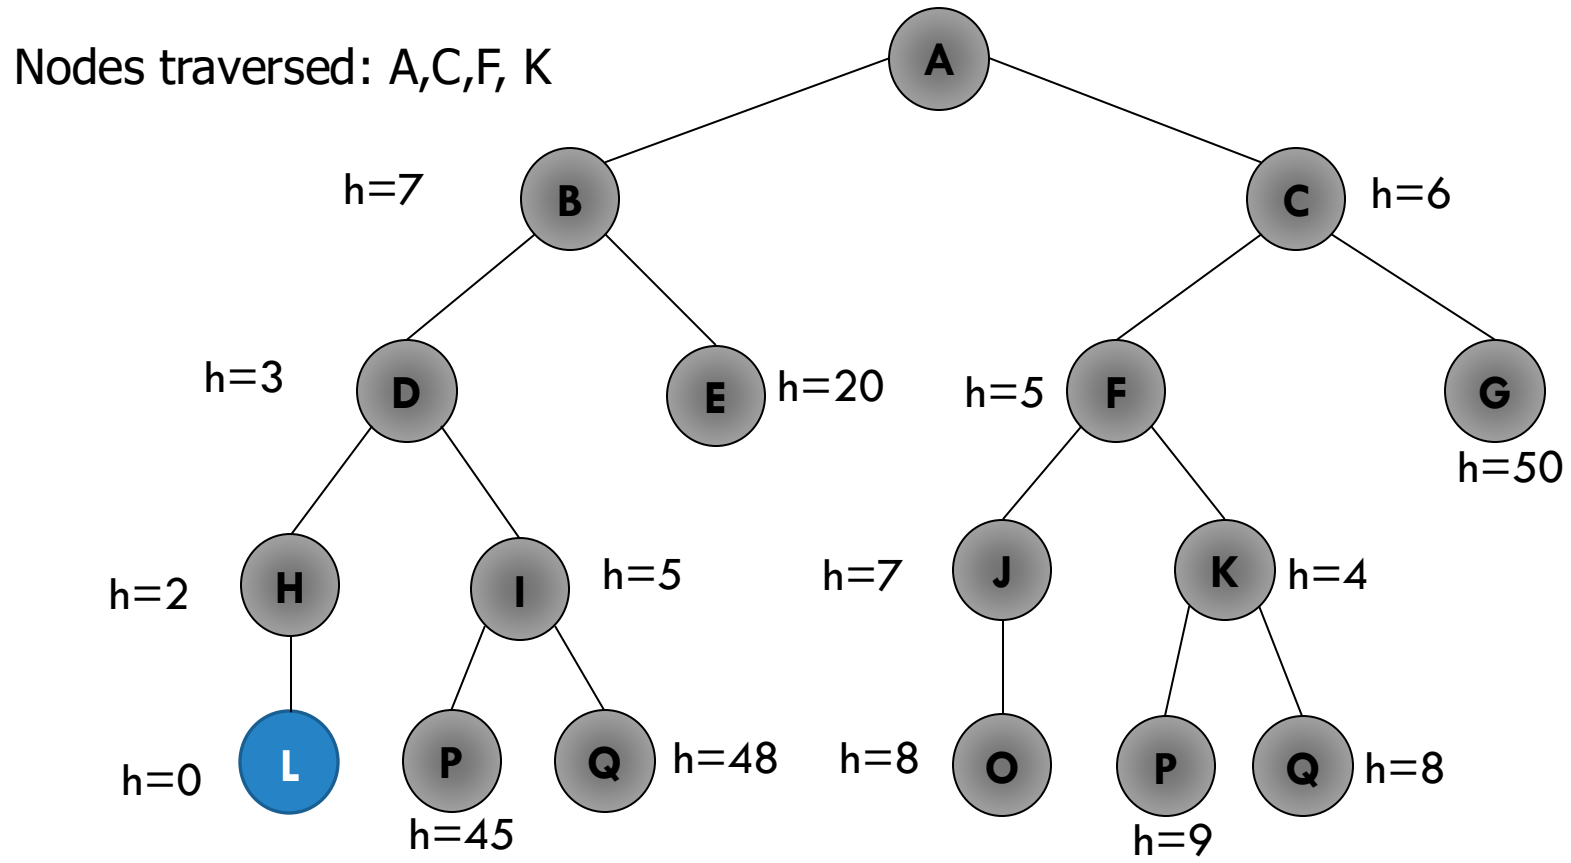 Nodes traversed: A,C,F, K
A
h=7
B
C
h=6
h=3
D
E
h=20
h=5
F
G
h=50
h=2
H
I
h=5
h=7
J
K
h=4
h=0
L
P
Q
h=48
h=8
O
P
Q
h=8
h=45
h=9